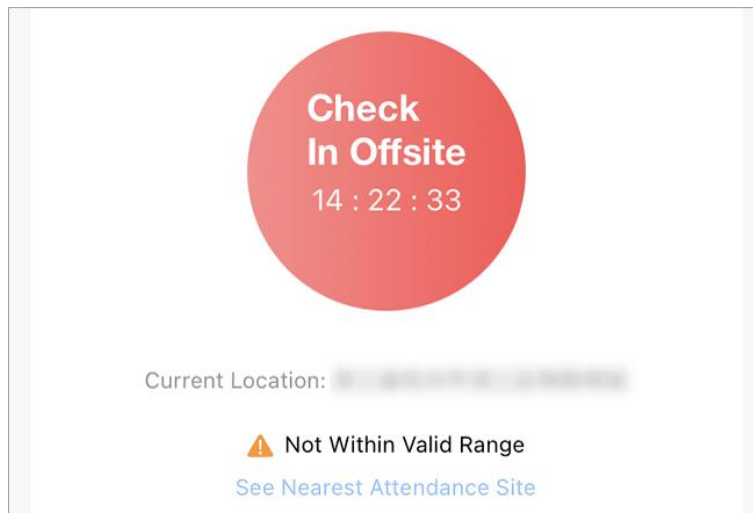 Check
In Offsite
14 : 22 : 33
Current Location:
Not Within Valid Range
See Nearest Attendance Site